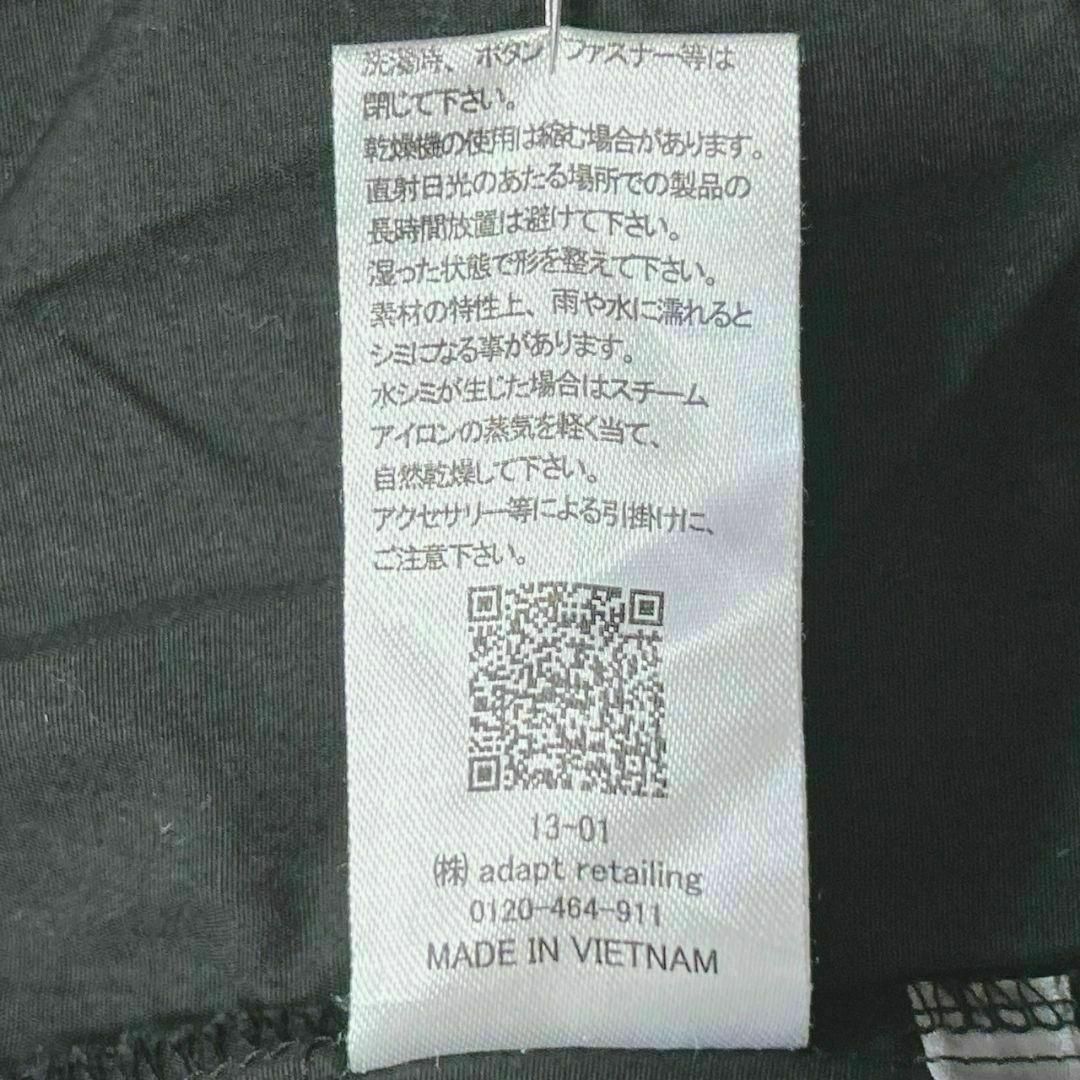 洗濯時、ボタン ファスナー等は
閉じて下さい。
乾燥機の使用は縮む場合があります。
直射日光のあたる場所での製品の
長時間放置は避けて下さい。
湿った状態で形を整えて下さい。
素材の特性上、雨や水に濡れると
シミになる事があります。
水シミが生じた場合はスチーム
アイロンの蒸気を軽く当て、
自然乾燥して下さい。
アクセサリー等による引掛けに、
ご注意下さい。
13-01
㈱ adapt retailing
0120-464-911
MADE IN VIETNAM